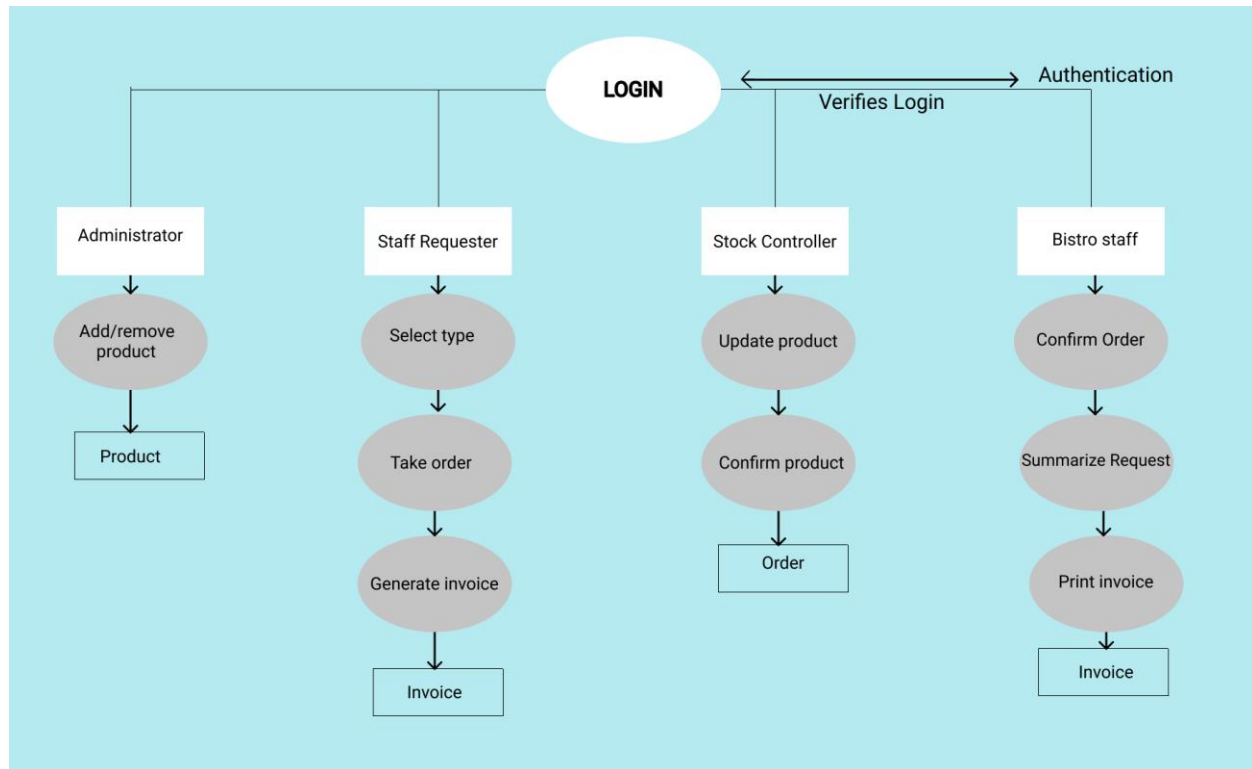 LOGIN
Authentication
Verifies Login
Administrator
Staff Requester
Stock Controller
Bistro staff
Add/remove
product
Select type
Update product
Confirm Order
Product
Take order
Confirm product
Summarize Request
Generate invoice
Order
Print invoice
Invoice
Invoice